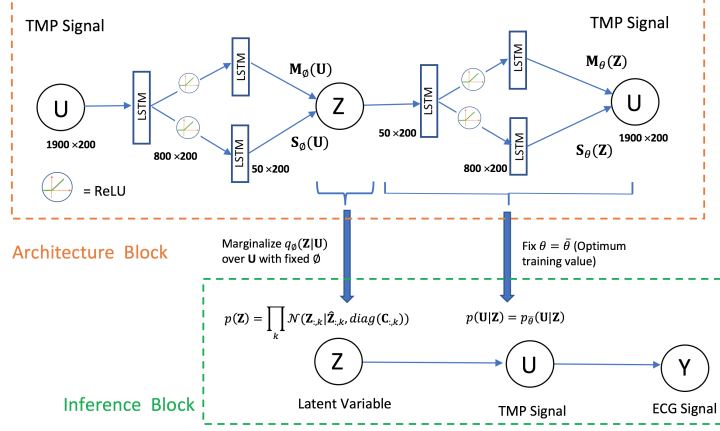 TMP Signal
TMP Signal
U
1900 ×200
LSTM
800 ×200
LSTM
LSTM
50 ×200
M∅(U)
S∅(U)
Z
50 ×200
LSTM
LSTM
LSTM
800 ×200
Mθ(Z)
Sθ(Z)
U
1900 ×200
= ReLU
Architecture Block
Marginalize q∅(Z|U)
over U with fixed ∅
Fix θ = θ̄ (Optimum
training value)
p(Z) = ∏k 𝒩(Z:,k|Ẑ:,k, diag(C:,k))
p(U|Z) = pθ̄(U|Z)
Z
U
Y
Latent Variable
TMP Signal
ECG Signal
Inference Block